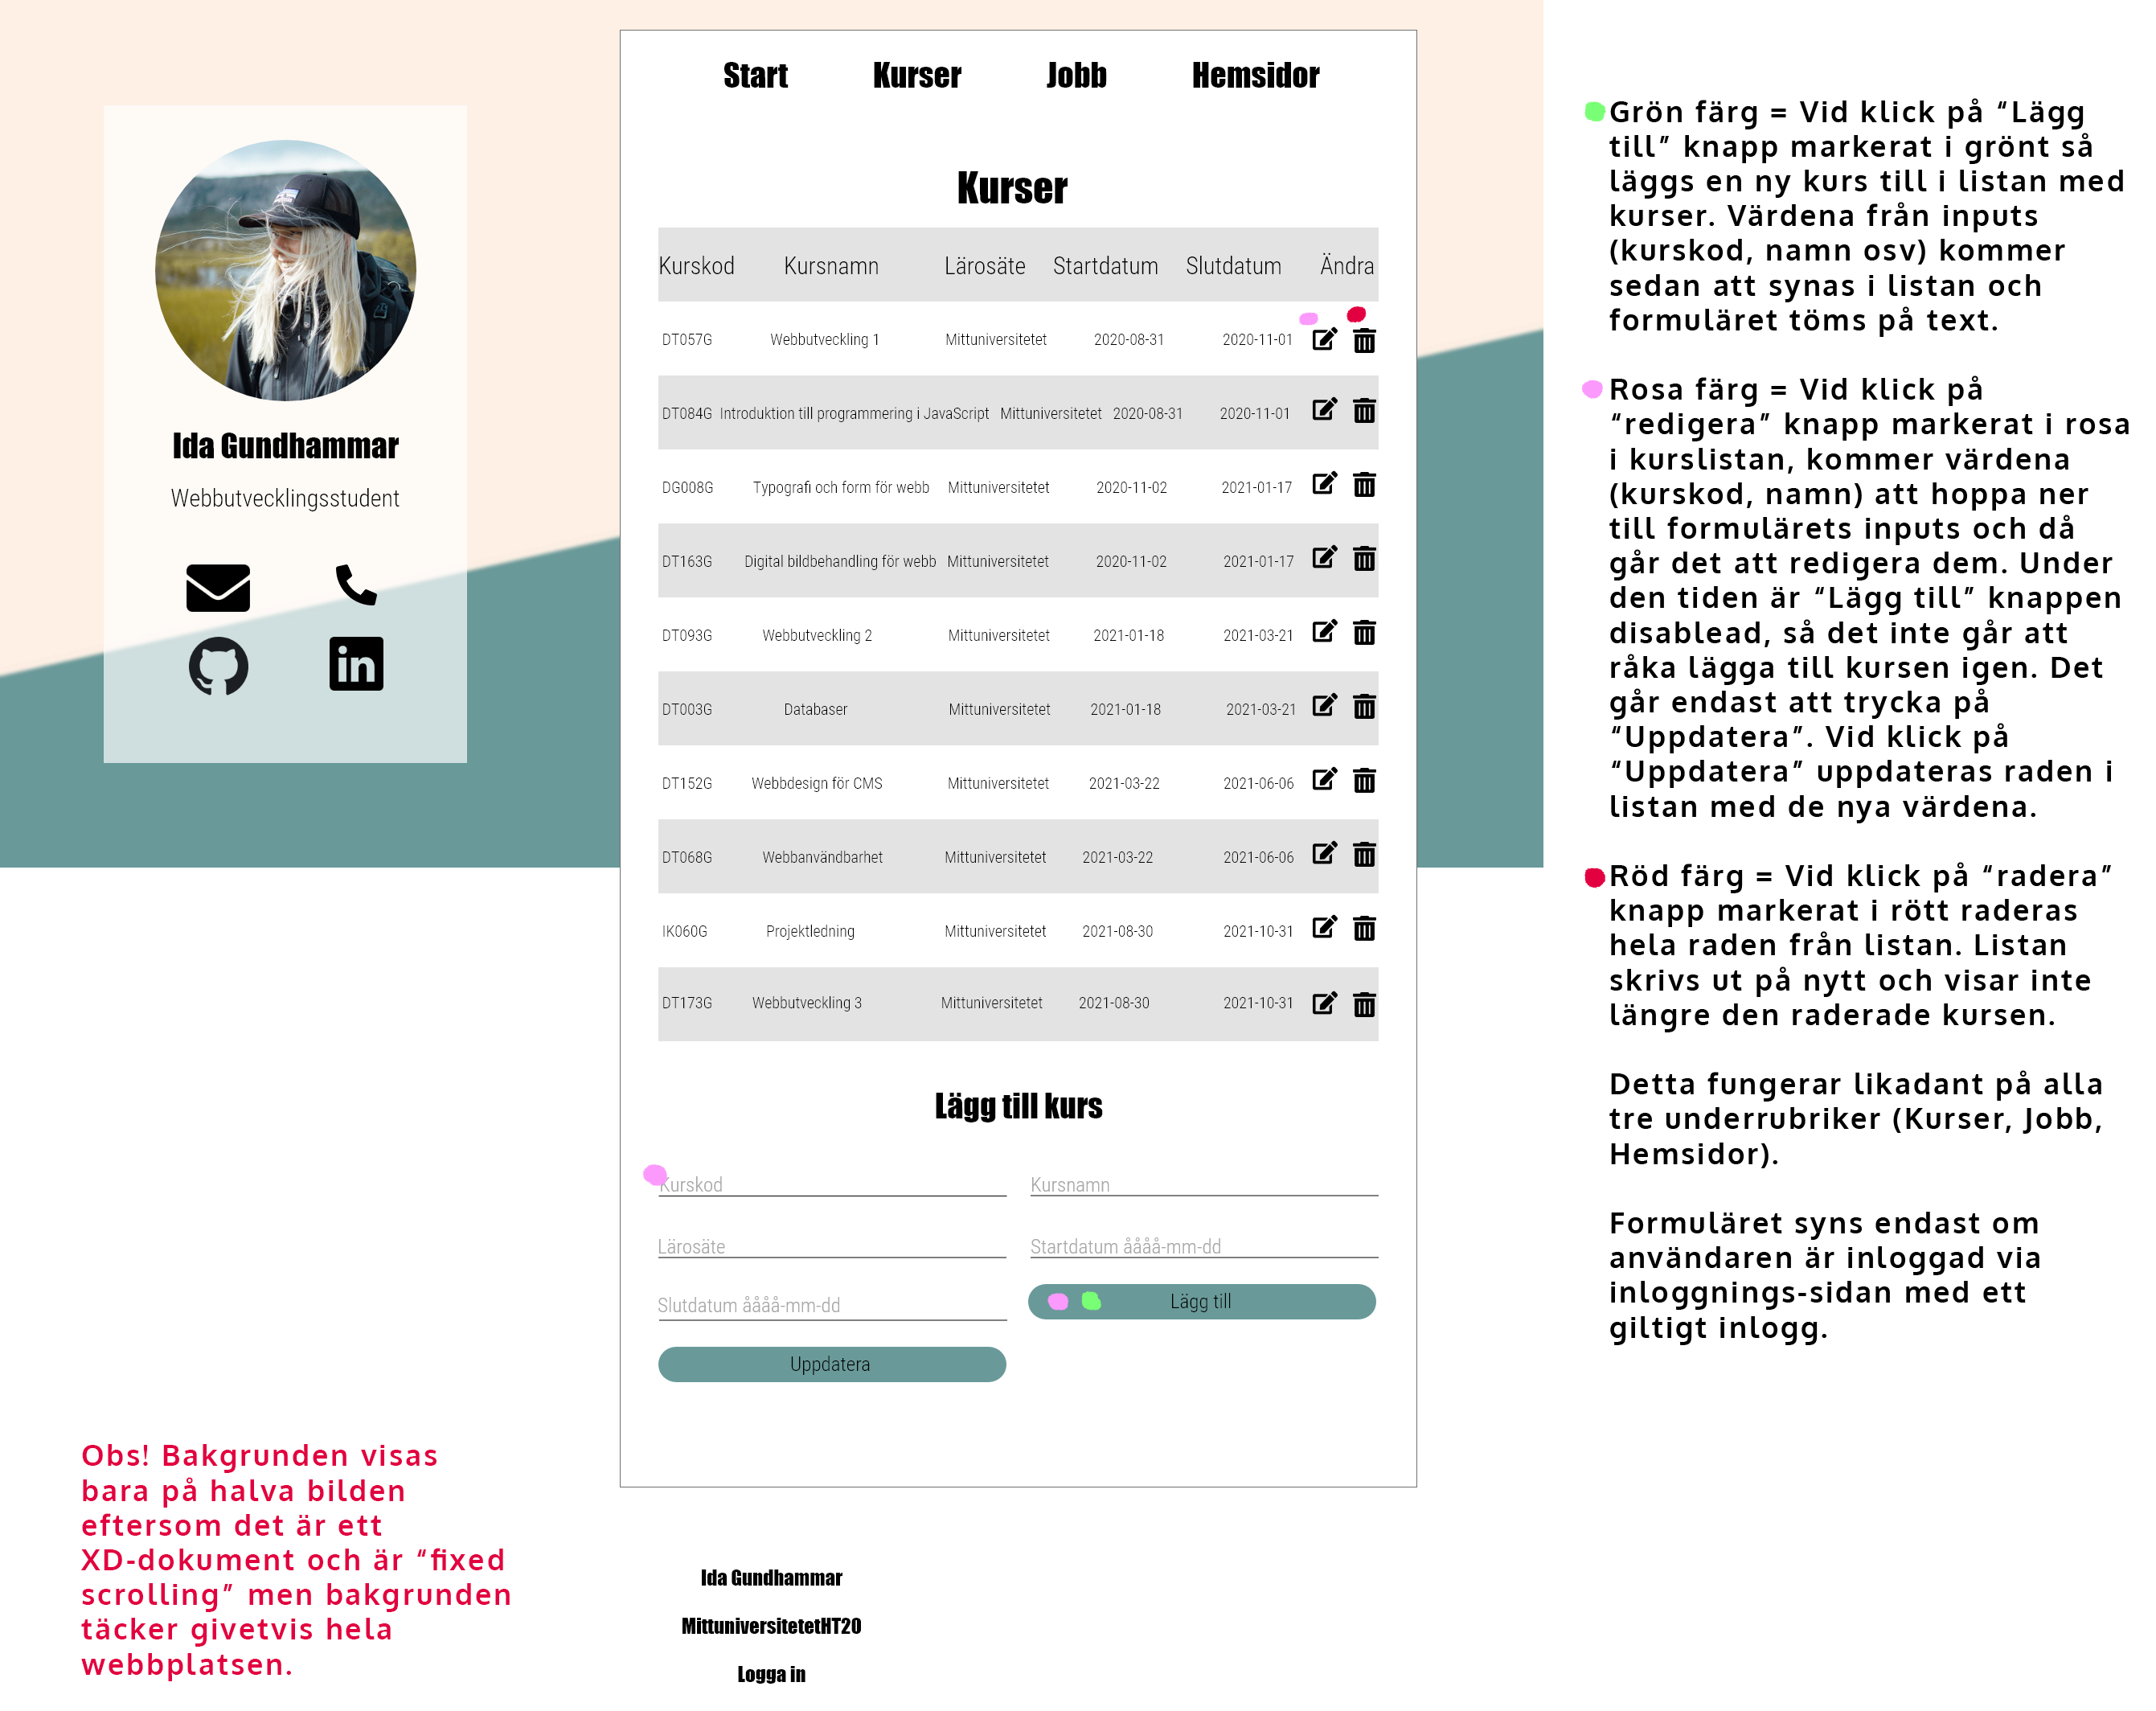 Start Kurser Jobb Hemsidor
Ida Gundhammar
Webbutvecklingsstudent
Kurser
Kurskod Kursnamn Lärosäte Startdatum Slutdatum Ändra
DT057G Webbutveckling 1 Mittuniversitetet 2020-08-31 2020-11-01
DT084G Introduktion till programmering i JavaScript Mittuniversitetet 2020-08-31 2020-11-01
DG008G Typografi och form för webb Mittuniversitetet 2020-11-02 2021-01-17
DT163G Digital bildbehandling för webb Mittuniversitetet 2020-11-02 2021-01-17
DT093G Webbutveckling 2 Mittuniversitetet 2021-01-18 2021-03-21
DT003G Databaser Mittuniversitetet 2021-01-18 2021-03-21
DT152G Webbdesign för CMS Mittuniversitetet 2021-03-22 2021-06-06
DT068G Webbanvändbarhet Mittuniversitetet 2021-03-22 2021-06-06
IK060G Projektledning Mittuniversitetet 2021-08-30 2021-10-31
DT173G Webbutveckling 3 Mittuniversitetet 2021-08-30 2021-10-31
Lägg till kurs
Kurskod Kursnamn
Lärosäte Startdatum åååå-mm-dd
Slutdatum åååå-mm-dd Lägg till
Uppdatera
Ida Gundhammar
MittuniversitetetHT20
Logga in
Grön färg = Vid klick på “Lägg
till” knapp markerat i grönt så
läggs en ny kurs till i listan med
kurser. Värdena från inputs
(kurskod, namn osv) kommer
sedan att synas i listan och
formuläret töms på text.
Rosa färg = Vid klick på
“redigera” knapp markerat i rosa
i kurslistan, kommer värdena
(kurskod, namn) att hoppa ner
till formulärets inputs och då
går det att redigera dem. Under
den tiden är “Lägg till” knappen
disablead, så det inte går att
råka lägga till kursen igen. Det
går endast att trycka på
“Uppdatera”. Vid klick på
“Uppdatera” uppdateras raden i
listan med de nya värdena.
Röd färg = Vid klick på “radera”
knapp markerat i rött raderas
hela raden från listan. Listan
skrivs ut på nytt och visar inte
längre den raderade kursen.
Detta fungerar likadant på alla
tre underrubriker (Kurser, Jobb,
Hemsidor).
Formuläret syns endast om
användaren är inloggad via
inloggnings-sidan med ett
giltigt inlogg.
Obs! Bakgrunden visas
bara på halva bilden
eftersom det är ett
XD-dokument och är “fixed
scrolling” men bakgrunden
täcker givetvis hela
webbplatsen.